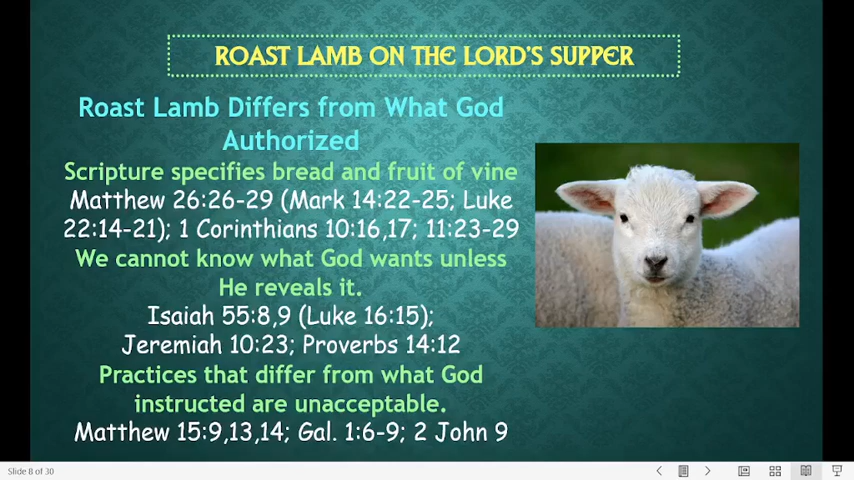 ROAST LAMB ON THE LORD'S SUPPER
Roast Lamb Differs from What God
Authorized
Scripture specifies bread and fruit of vine
Matthew 26:26-29 (Mark 14:22-25; Luke
22:14-21); 1 Corinthians 10:16,17; 11:23-29
We cannot know what God wants unless
He reveals it.
Isaiah 55:8,9 (Luke 16:15);
Jeremiah 10:23; Proverbs 14:12
Practices that differ from what God
instructed are unacceptable.
Matthew 15:9,13,14; Gal. 1:6-9; 2 John 9
Slide 8 of 30